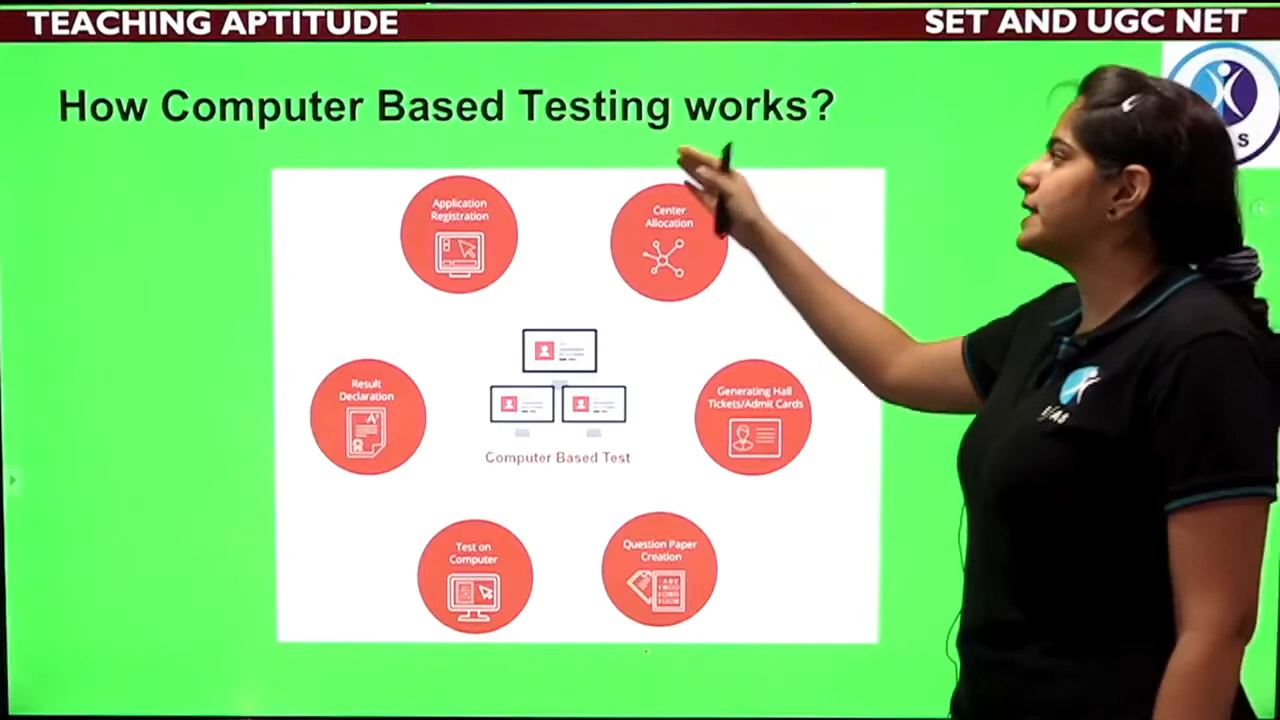 TEACHING APTITUDE
SET AND UGC NET
How Computer Based Testing works?
Application
Registration
Center
Allocation
Result
Declaration
Generating Hall
Tickets/Admit Cards
Computer Based Test
Test on
Computer
Question Paper
Creation